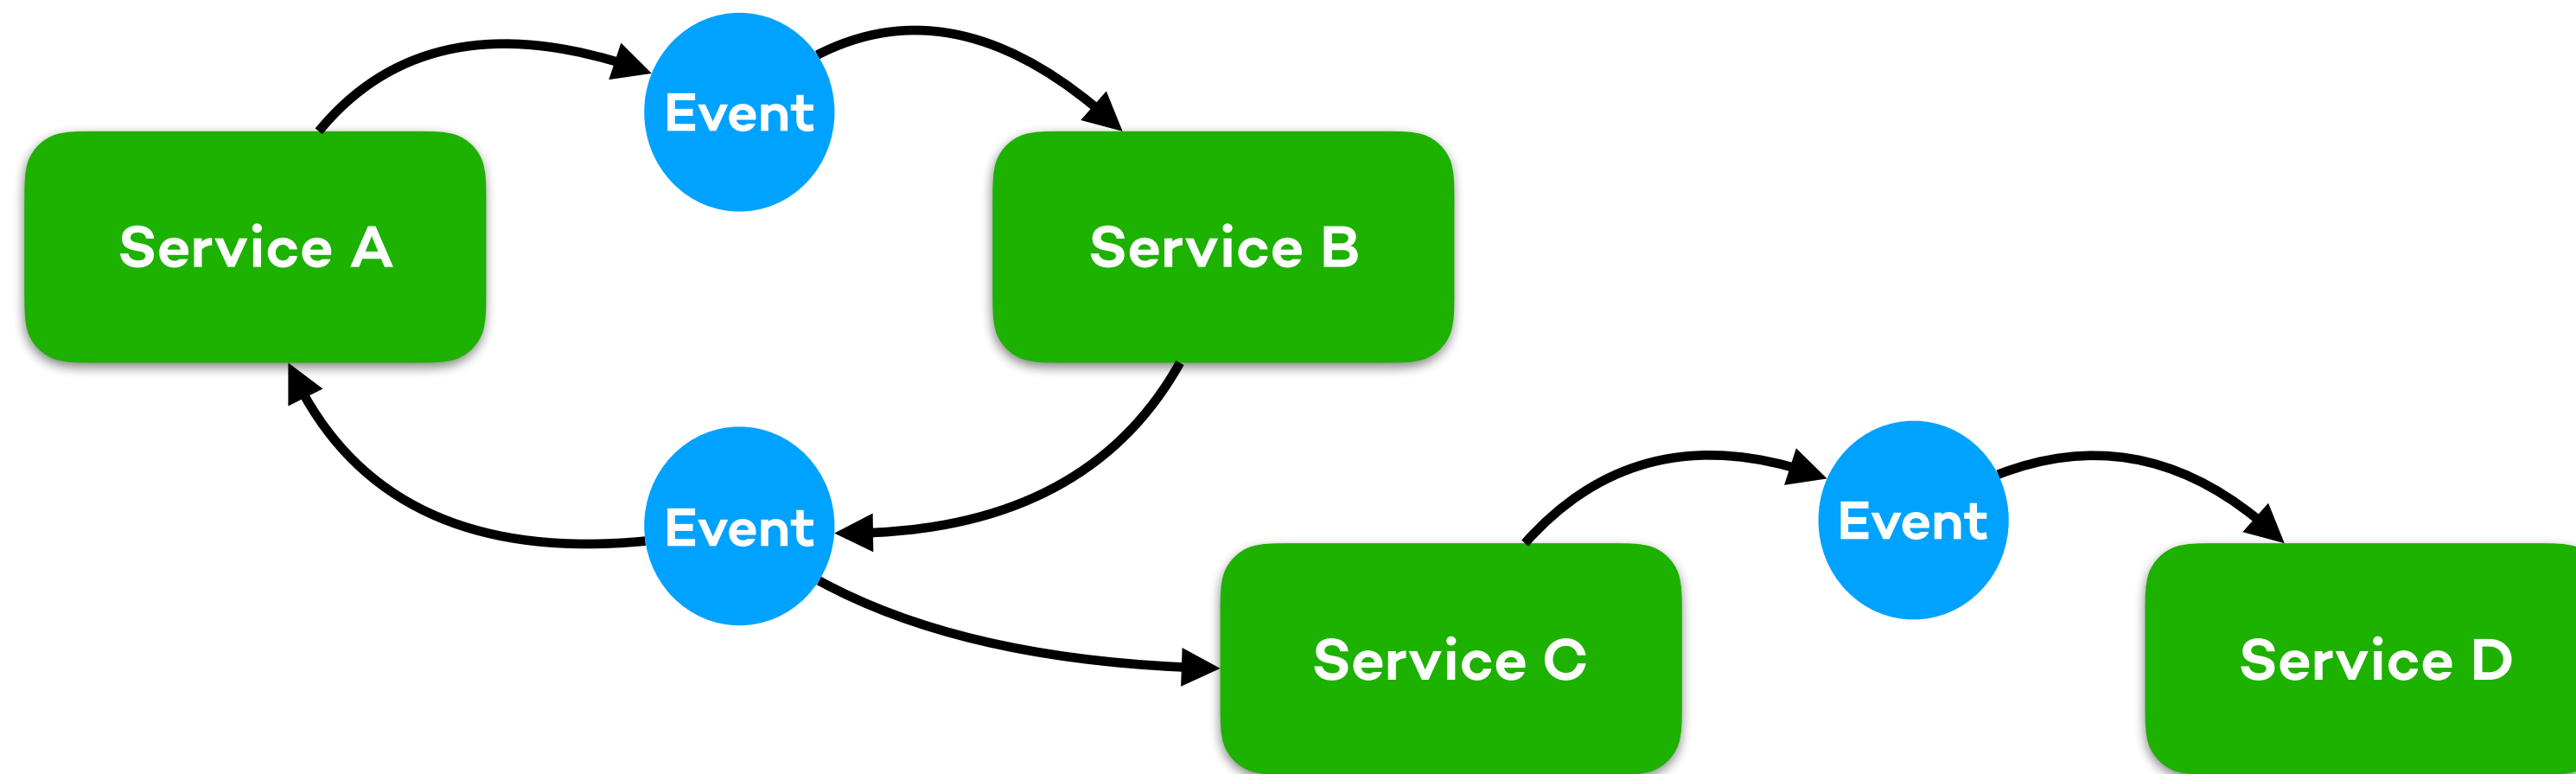 Event
Service A
Service B
Event
Event
Service C
Service D